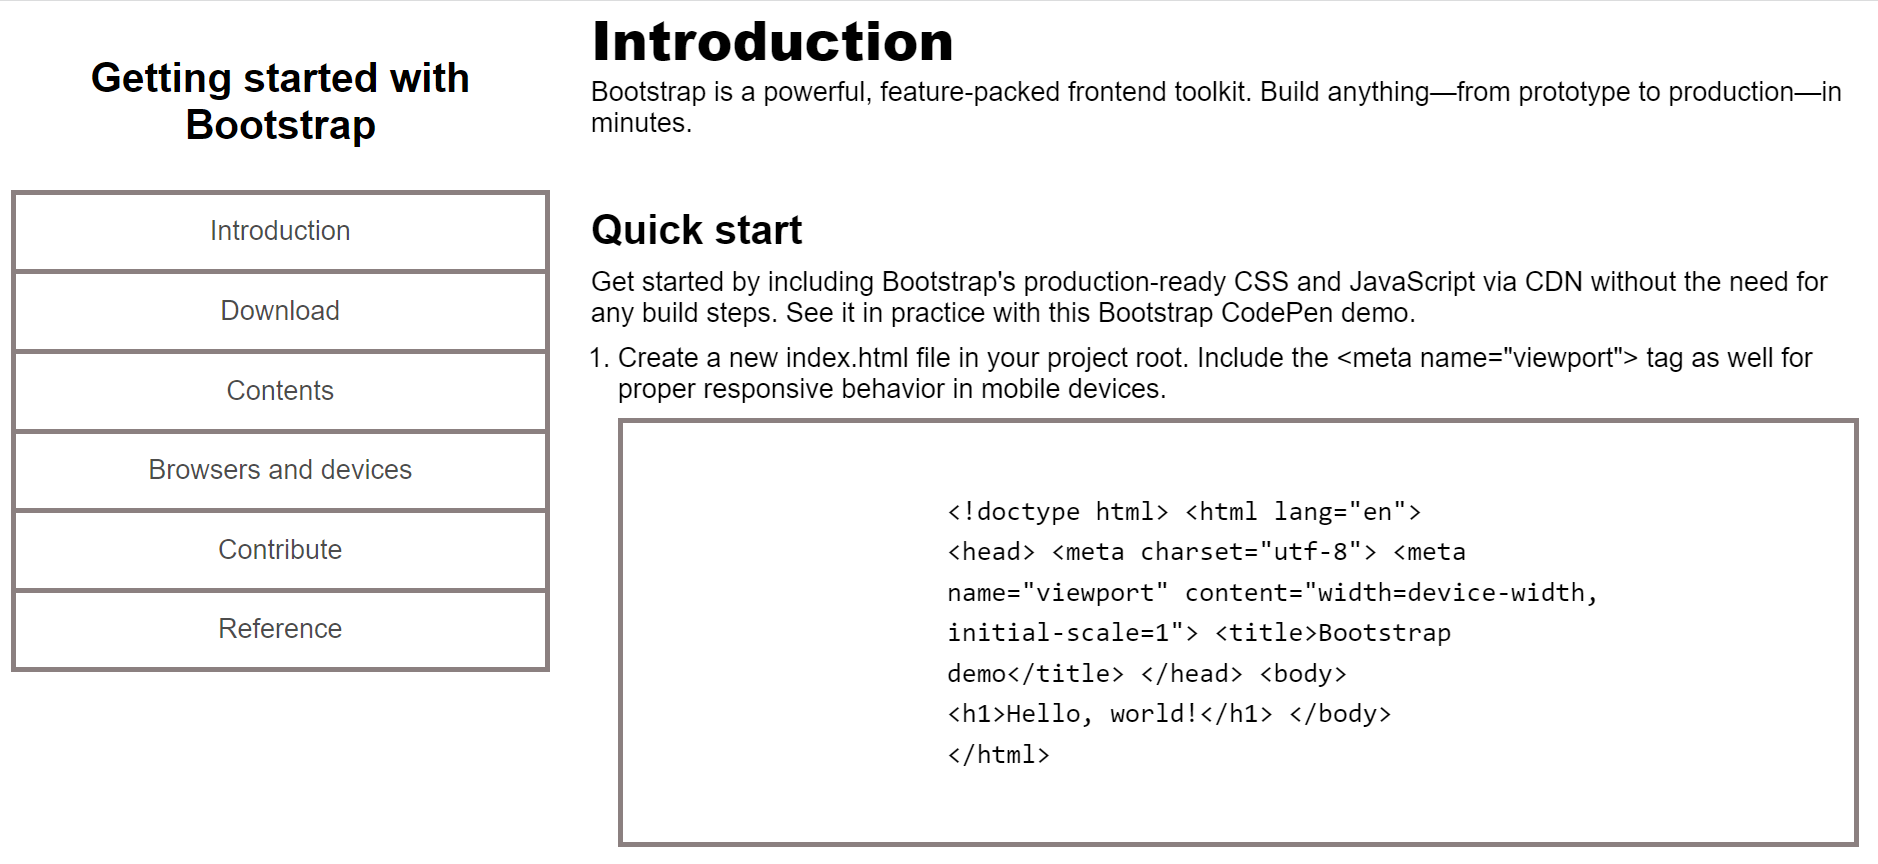 Getting started with
Bootstrap
Introduction
Download
Contents
Browsers and devices
Contribute
Reference
Introduction
Bootstrap is a powerful, feature-packed frontend toolkit. Build anything—from prototype to production—in
minutes.
Quick start
Get started by including Bootstrap's production-ready CSS and JavaScript via CDN without the need for
any build steps. See it in practice with this Bootstrap CodePen demo.
1. Create a new index.html file in your project root. Include the <meta name="viewport"> tag as well for
proper responsive behavior in mobile devices.
<!doctype html> <html lang="en">
<head> <meta charset="utf-8"> <meta
name="viewport" content="width=device-width,
initial-scale=1"> <title>Bootstrap
demo</title> </head> <body>
<h1>Hello, world!</h1> </body>
</html>